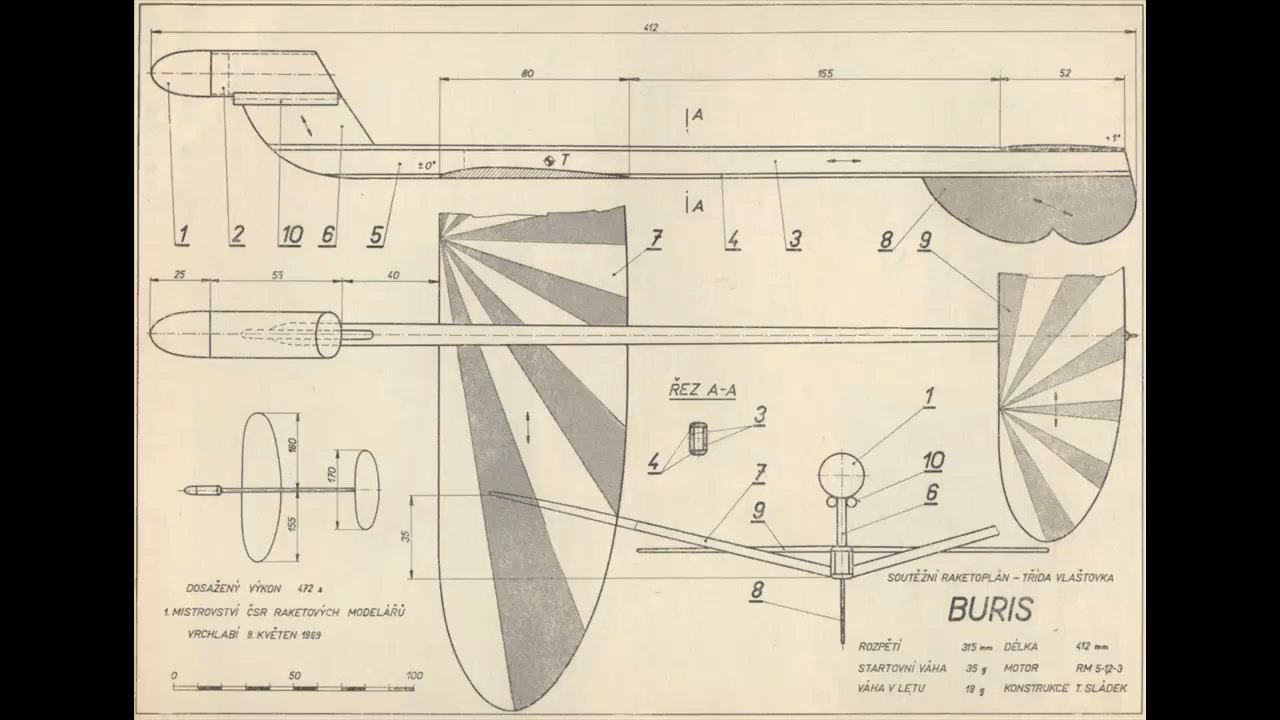 412
80
155
52
A
+1°
±0°
T
A
1
2
10
6
5
7
4
3
8
9
25
55
40
ŘEZ A-A
3
4
1
10
6
7
9
8
160
170
155
35
DOSAŽENÝ VÝKON 472 s
1. MISTROVSTVÍ ČSR RAKETOVÝCH MODELÁŘŮ
VRCHLABÍ 9. KVĚTEN 1969
0 50 100
SOUTĚŽNÍ RAKETOPLÁN – TŘÍDA VLAŠTOVKA
BURIS
ROZPĚTÍ 315 mm DÉLKA 412 mm
STARTOVNÍ VÁHA 35 g MOTOR RM 5-12-3
VÁHA V LETU 18 g KONSTRUKCE T. SLÁDEK